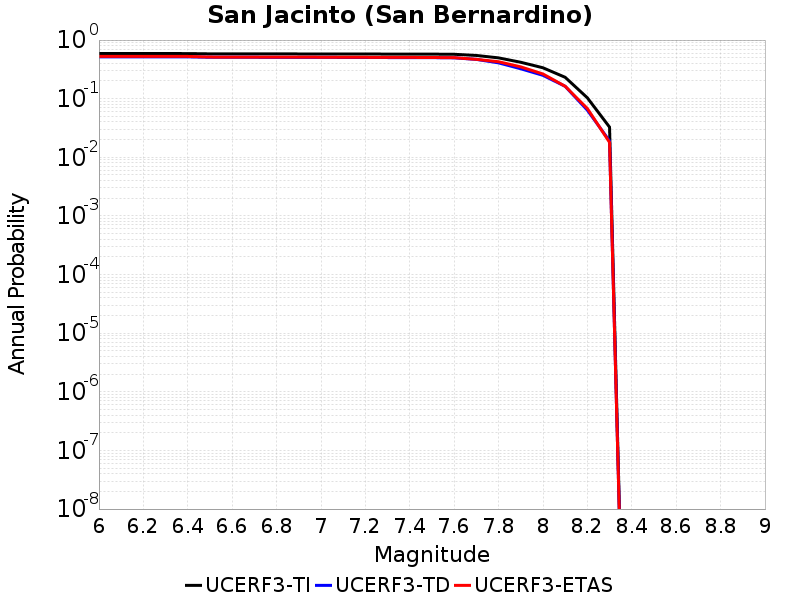 San Jacinto (San Bernardino)
Annual Probability
10^0
10^-1
10^-2
10^-3
10^-4
10^-5
10^-6
10^-7
10^-8
6 6.2 6.4 6.6 6.8 7 7.2 7.4 7.6 7.8 8 8.2 8.4 8.6 8.8 9
Magnitude
UCERF3-TI UCERF3-TD UCERF3-ETAS